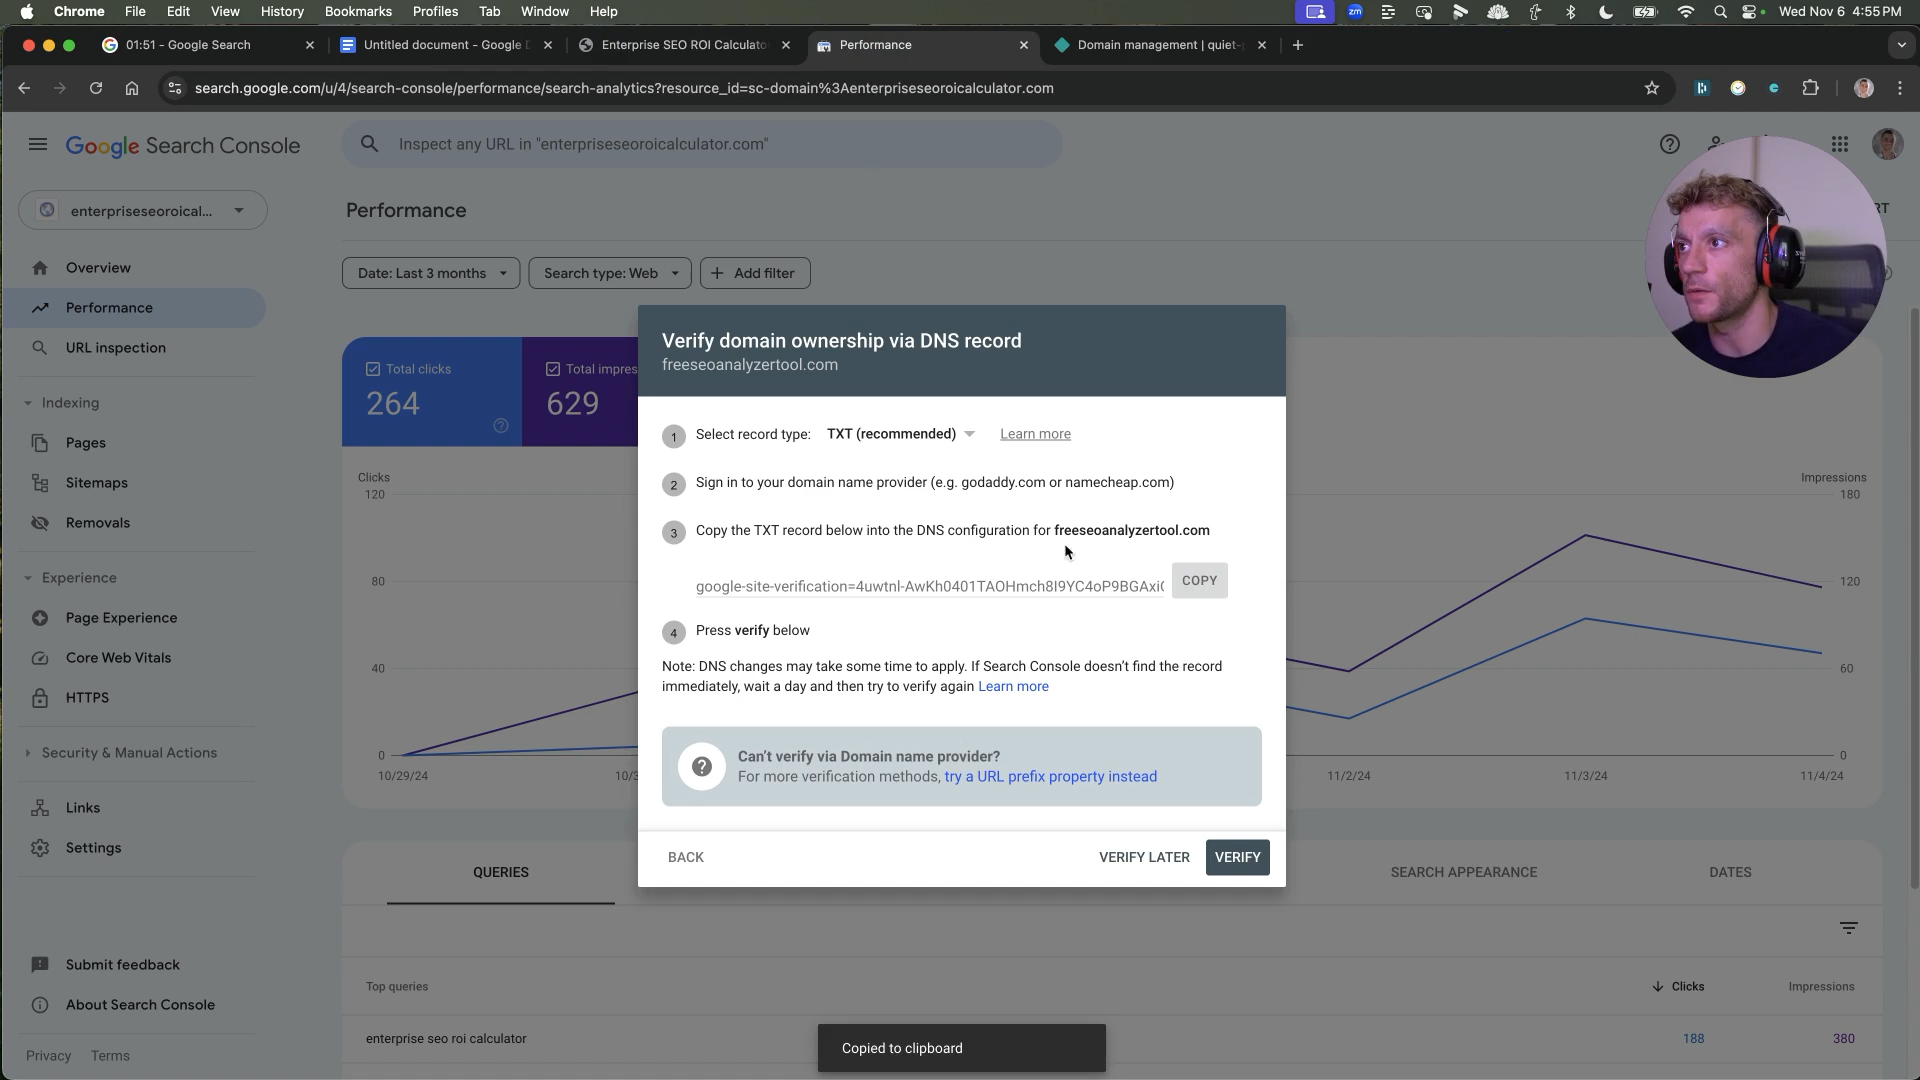 Chrome File Edit View History Bookmarks Profiles Tab Window Help
zm
Wed Nov 6 4:55 PM
01:51 - Google Search
Untitled document - Google D
Enterprise SEO ROI Calculato
Performance
Domain management | quiet-
search.google.com/u/4/search-console/performance/search-analytics?resource_id=sc-domain%3Aenterpriseseoroicalculator.com
Google Search Console
Inspect any URL in "enterpriseseoroicalculator.com"
enterpriseseoroical...
Performance
RT
Overview
Performance
URL inspection
Indexing
Pages
Sitemaps
Removals
Experience
Page Experience
Core Web Vitals
HTTPS
Security & Manual Actions
Links
Settings
Submit feedback
About Search Console
Privacy Terms
Date: Last 3 months
Search type: Web
Add filter
Total clicks
264
Total impres
629
Verify domain ownership via DNS record
freeseoanalyzertool.com
1 Select record type: TXT (recommended) Learn more
2 Sign in to your domain name provider (e.g. godaddy.com or namecheap.com)
3 Copy the TXT record below into the DNS configuration for freeseoanalyzertool.com
google-site-verification=4uwtnl-AwKh0401TAOHmch8I9YC4oP9BGAxi
COPY
4 Press verify below
Note: DNS changes may take some time to apply. If Search Console doesn't find the record
immediately, wait a day and then try to verify again Learn more
Can't verify via Domain name provider?
For more verification methods, try a URL prefix property instead
BACK
VERIFY LATER
VERIFY
Clicks
120
80
40
0
Impressions
180
120
60
0
10/29/24
10/3
11/2/24
11/3/24
11/4/24
QUERIES
SEARCH APPEARANCE
DATES
Top queries
Clicks
Impressions
enterprise seo roi calculator
188
380
Copied to clipboard